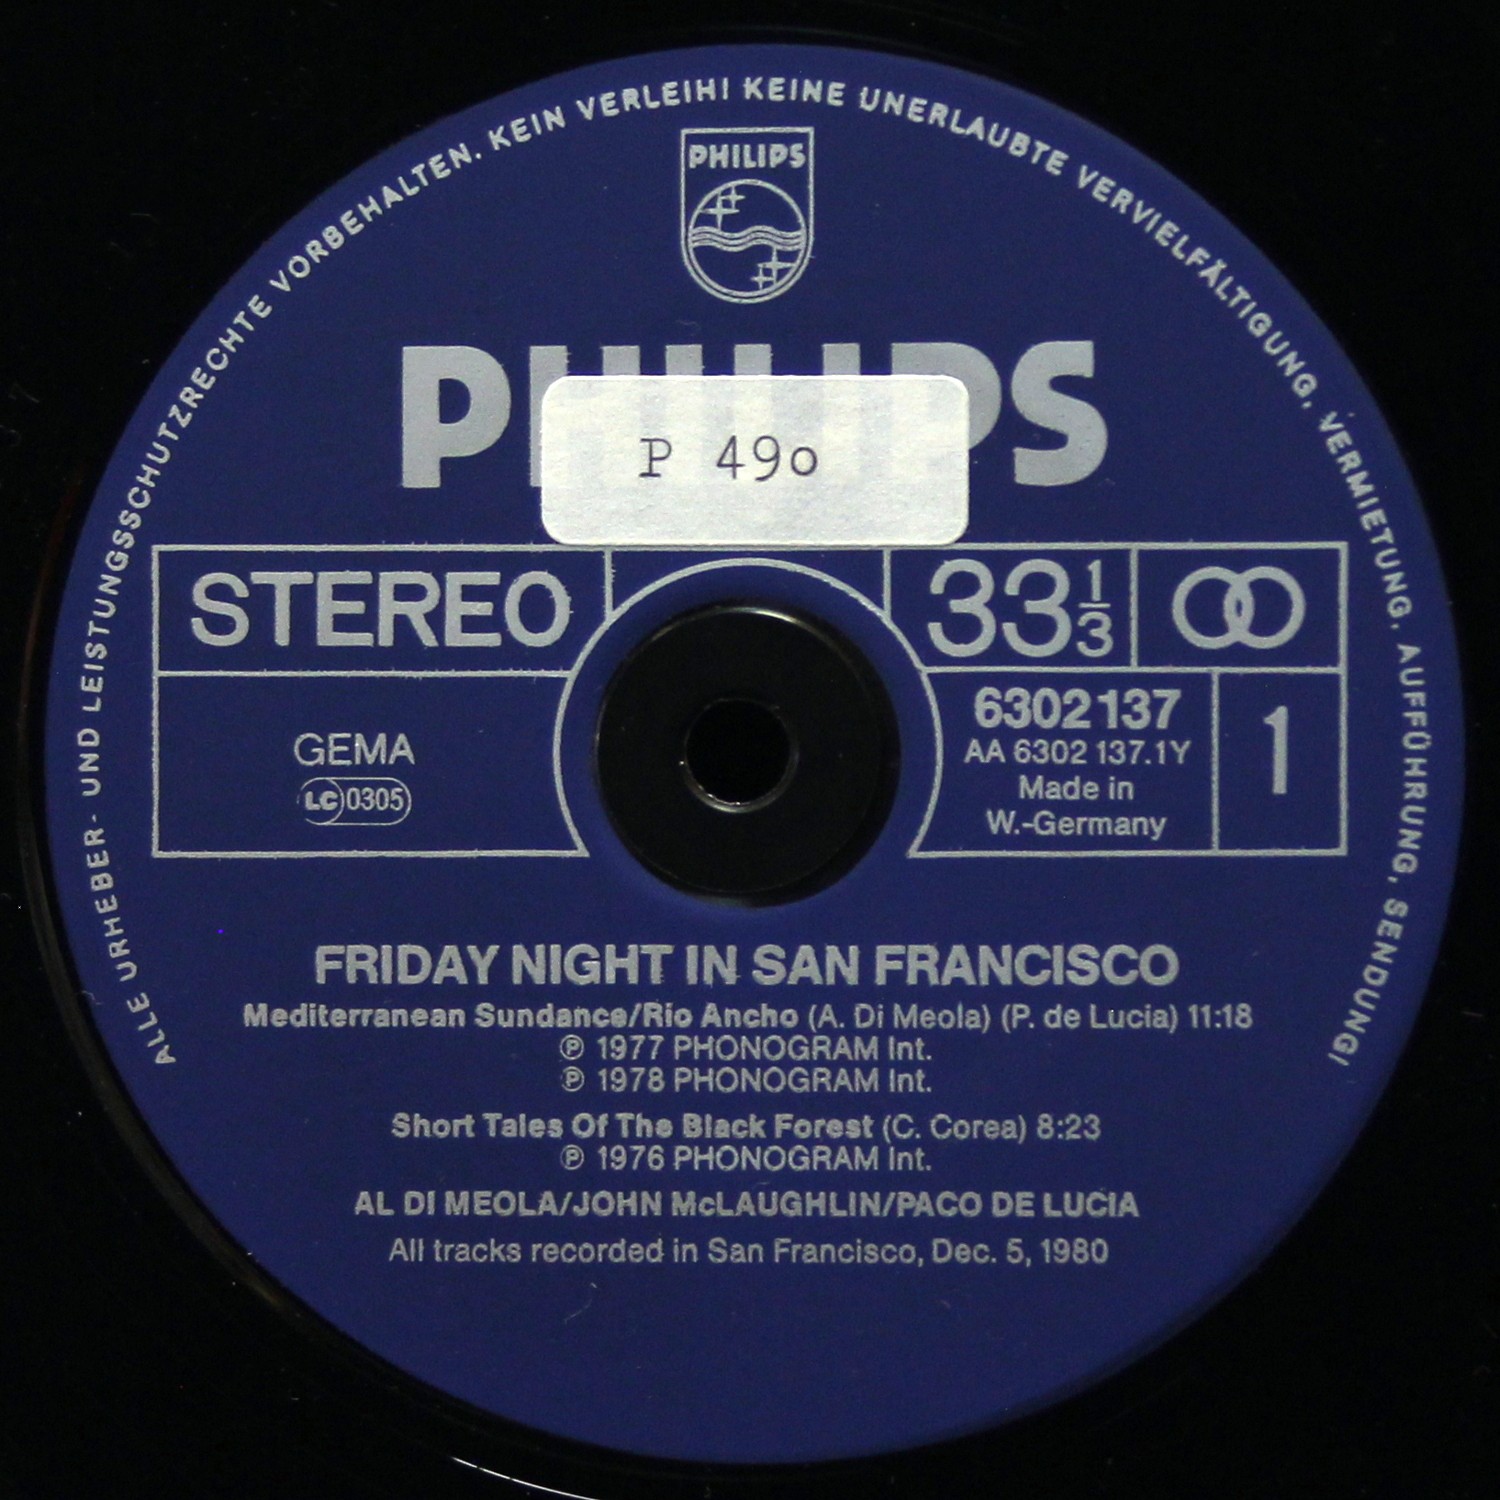 ALLE URHEBER- UND LEISTUNGSSCHUTZRECHTE VORBEHALTEN. KEIN VERLEIH! KEINE UNERLAUBTE VERVIELFÄLTIGUNG, VERMIETUNG, AUFFÜHRUNG, SENDUNG!
PHILIPS
PHILIPS
P 49o
STEREO
33 1/3
GEMA
LC 0305
6302137
AA 6302 137.1Y
Made in
W.-Germany
1
FRIDAY NIGHT IN SAN FRANCISCO
Mediterranean Sundance/Rio Ancho (A. Di Meola) (P. de Lucia) 11:18
℗ 1977 PHONOGRAM Int.
℗ 1978 PHONOGRAM Int.
Short Tales Of The Black Forest (C. Corea) 8:23
℗ 1976 PHONOGRAM Int.
AL DI MEOLA/JOHN McLAUGHLIN/PACO DE LUCIA
All tracks recorded in San Francisco, Dec. 5, 1980